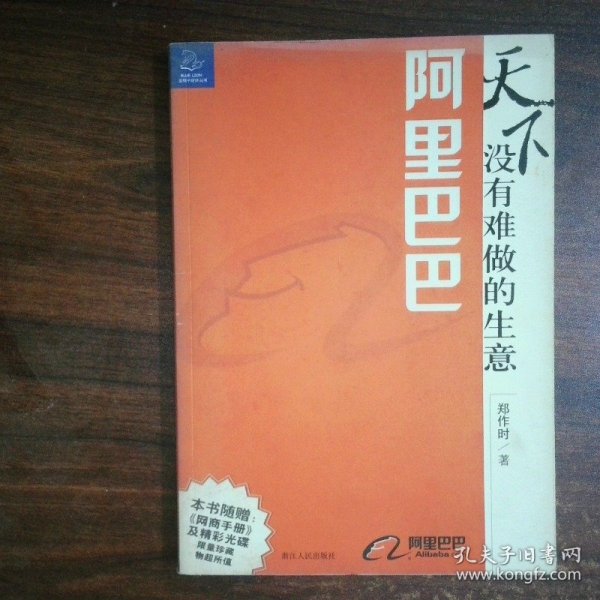 BLUE LION
阿里巴巴
天下
没有难做的生意
郑作时／著
本书随赠：
《网商手册》
及精彩光碟
限量珍藏
物超所值
浙江人民出版社
阿里巴巴
Alibaba
孔夫子旧书网
www.kongfz.com